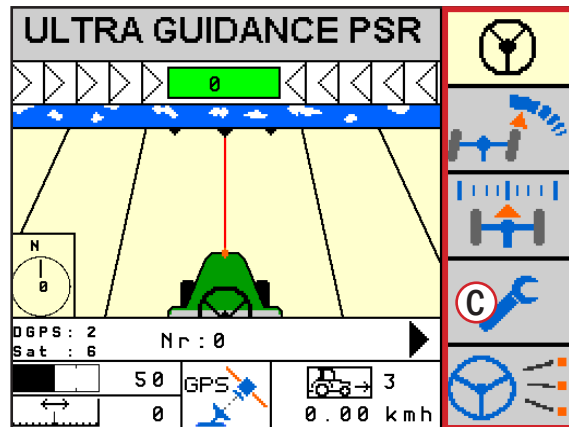 ULTRA GUIDANCE PSR
0
N
0
DGPS: 2
Sat : 6
Nr:0
50
GPS
3
0
0.00 kmh
C